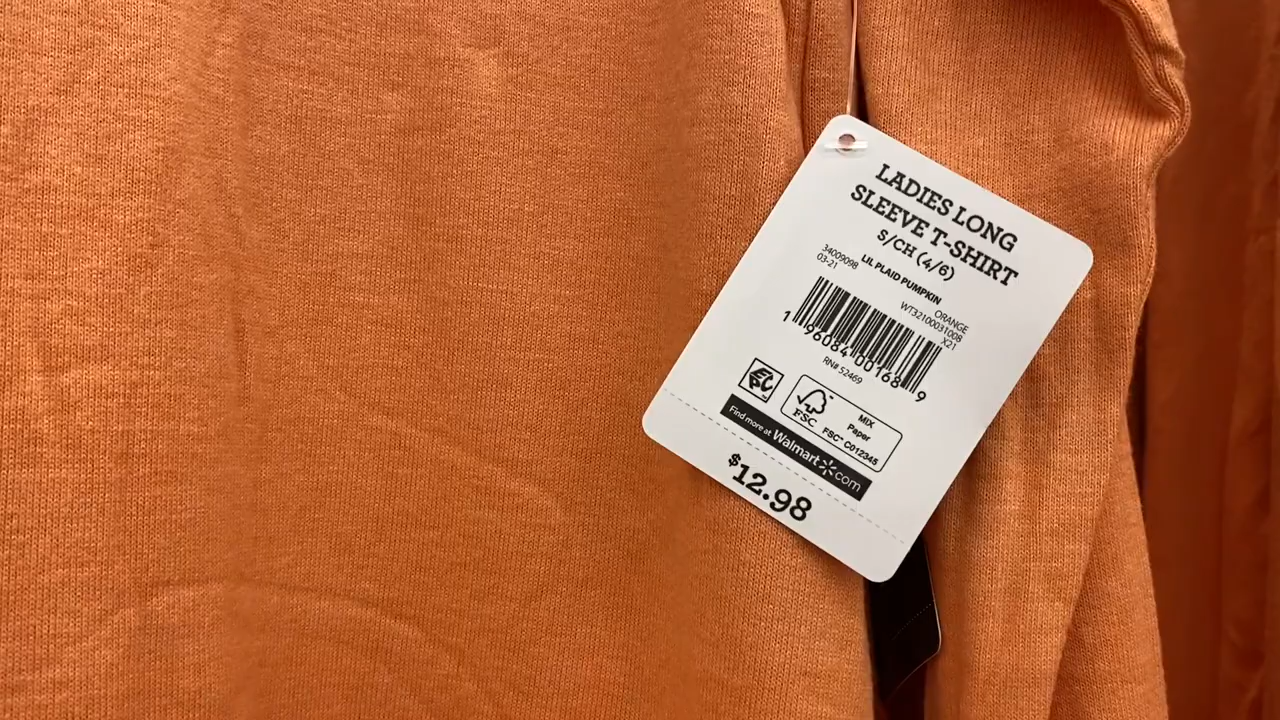 LADIES LONG
SLEEVE T-SHIRT
S/CH (4/6)
34009098
03-21
LIL PLAID PUMPKIN
ORANGE
WT32100031008
X21
1 96084 00168 9
RN# 52469
EC
FSC
MIX
Paper
FSC™ C012345
Find more at Walmart.com
$12.98